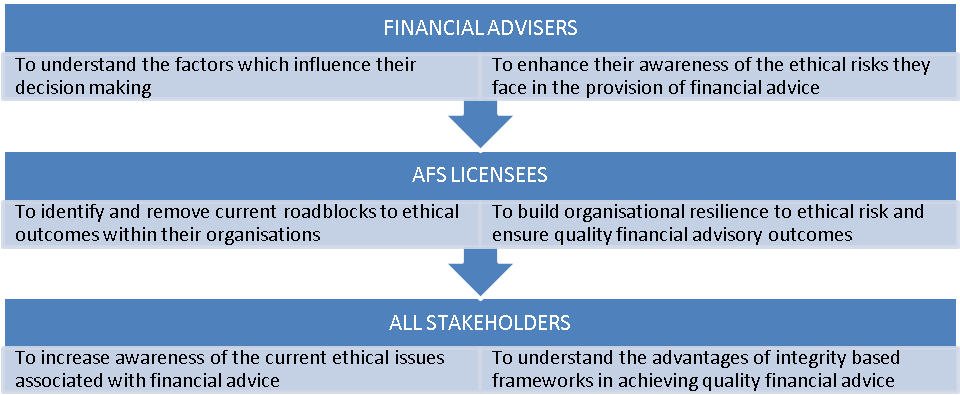 FINANCIAL ADVISERS
To understand the factors which influence their
decision making
To enhance their awareness of the ethical risks they
face in the provision of financial advice
AFS LICENSEES
To identify and remove current roadblocks to ethical
outcomes within their organisations
To build organisational resilience to ethical risk and
ensure quality financial advisory outcomes
ALL STAKEHOLDERS
To increase awareness of the current ethical issues
associated with financial advice
To understand the advantages of integrity based
frameworks in achieving quality financial advice